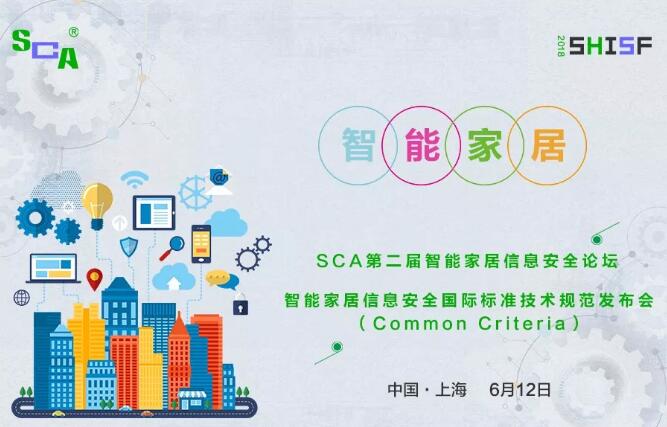 SCA®
2018 SHISF
智能家居
SCA第二届智能家居信息安全论坛
智能家居信息安全国际标准技术规范发布会
（Common Criteria）
中国·上海 6月12日